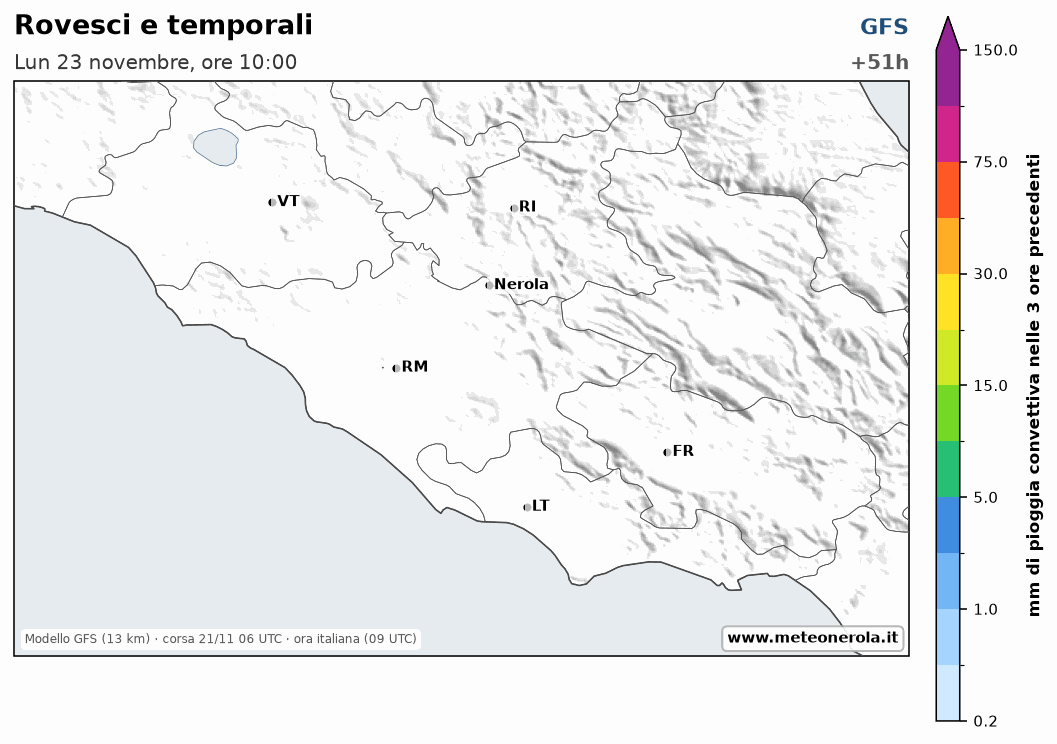 Rovesci e temporali
GFS
Lun 23 novembre, ore 10:00
+51h
150.0
75.0
30.0
15.0
5.0
1.0
0.2
mm di pioggia convettiva nelle 3 ore precedenti
VT
RI
Nerola
RM
FR
LT
Modello GFS (13 km) · corsa 21/11 06 UTC · ora italiana (09 UTC)
www.meteonerola.it